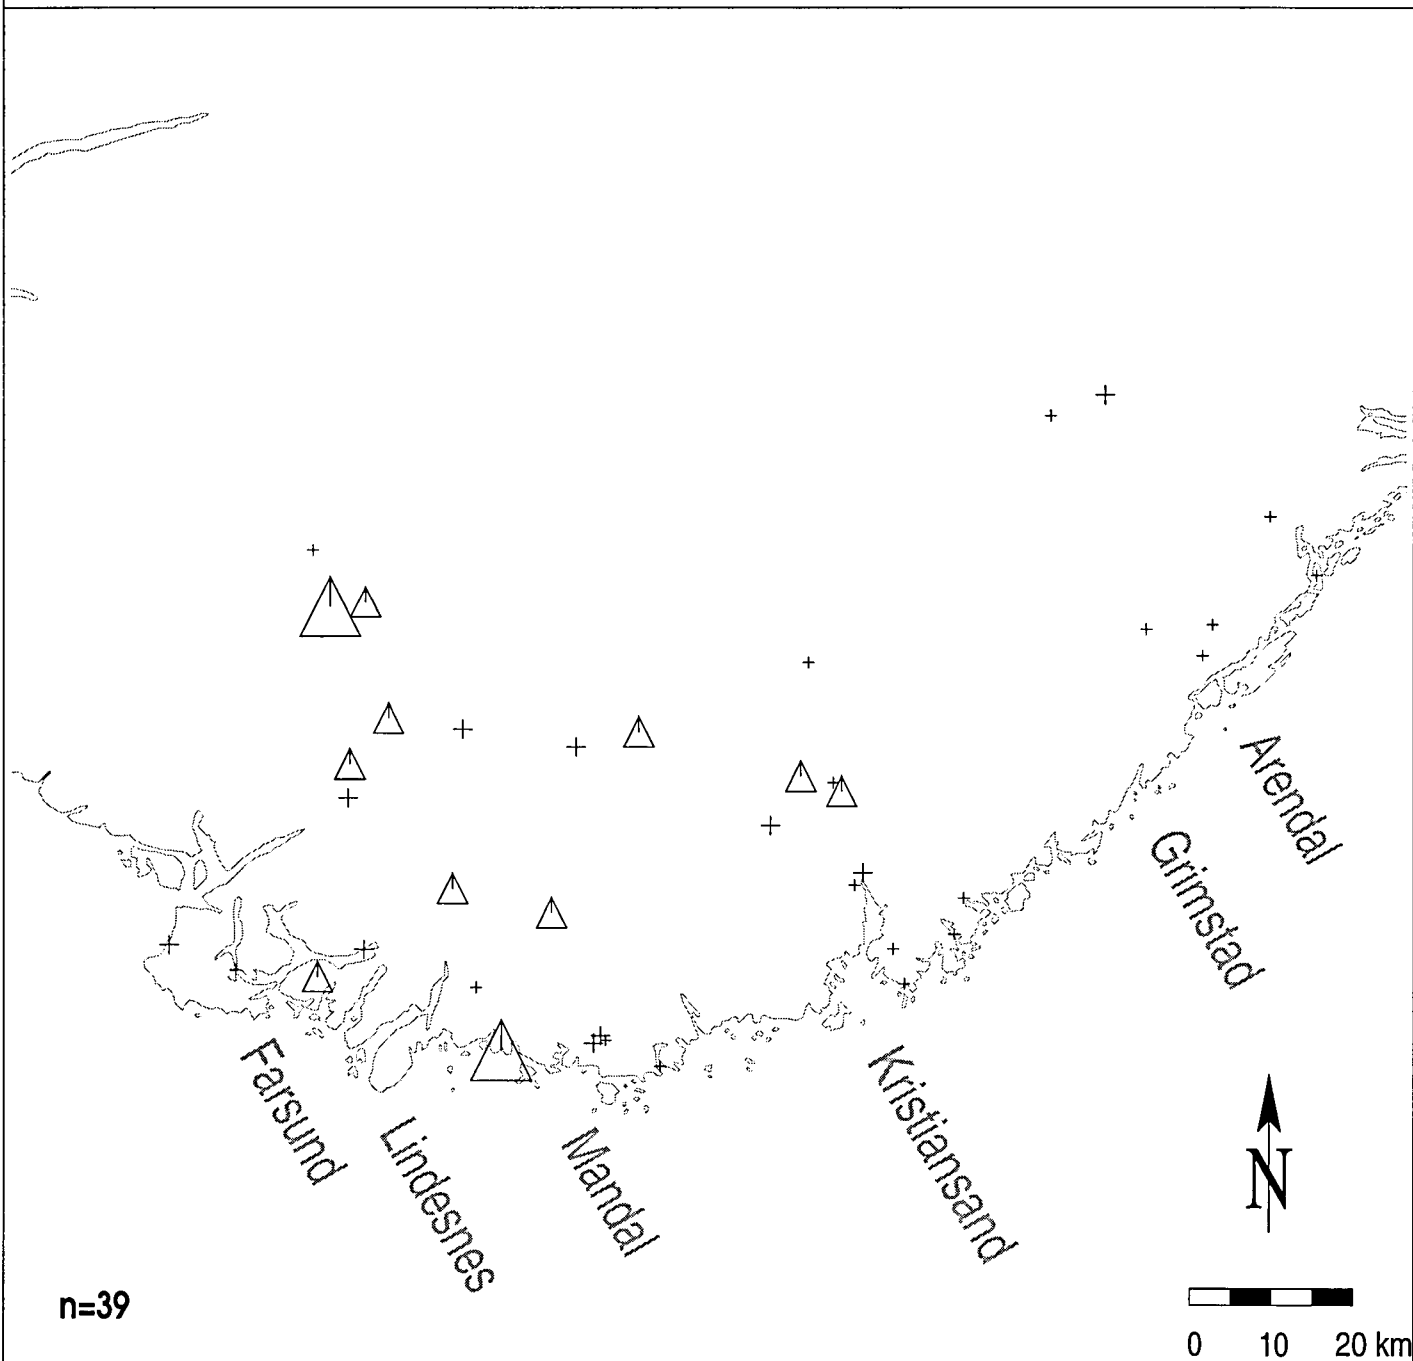 Arendal
Grimstad
Farsund
Lindesnes
Mandal
Kristiansand
N
n=39
0 10 20 km